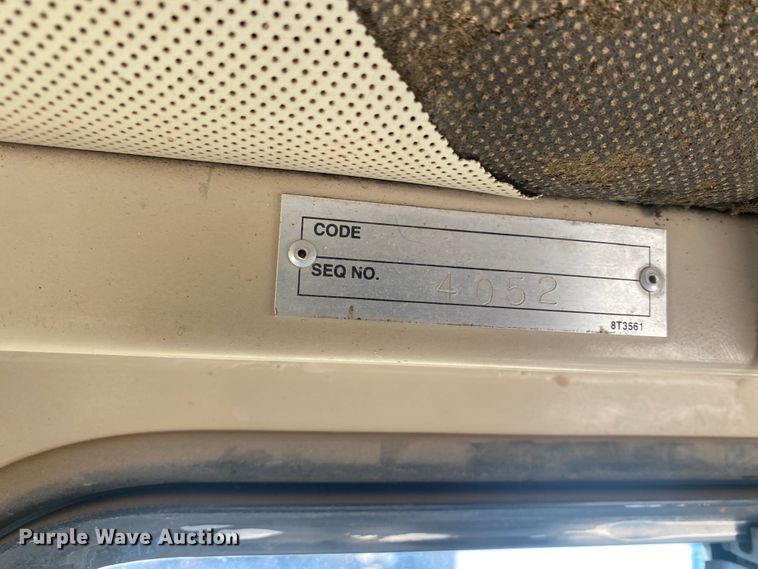 CODE
SEQ NO. 4052
8T3561
Purple Wave Auction